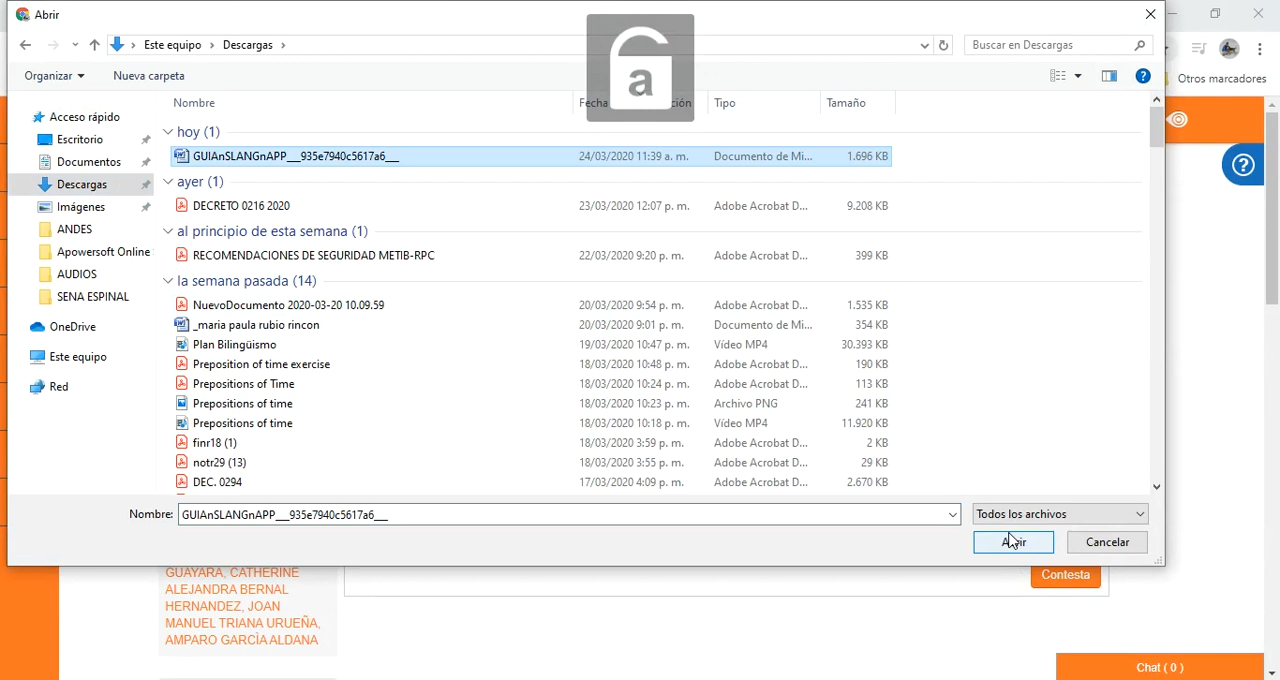 Abrir
Este equipo > Descargas >
Buscar en Descargas
Organizar
Nueva carpeta
Otros marcadores
a
Acceso rápido
Escritorio
Documentos
Descargas
Imágenes
ANDES
Apowersoft Online
AUDIOS
SENA ESPINAL
OneDrive
Este equipo
Red
Nombre
Tipo
Tamaño
hoy (1)
GUIAnSLANGnAPP__935e7940c5617a6__ 24/03/2020 11:39 a. m. Documento de Mi... 1.696 KB
ayer (1)
DECRETO 0216 2020 23/03/2020 12:07 p. m. Adobe Acrobat D... 9.208 KB
al principio de esta semana (1)
RECOMENDACIONES DE SEGURIDAD METIB-RPC 22/03/2020 9:20 p. m. Adobe Acrobat D... 399 KB
la semana pasada (14)
NuevoDocumento 2020-03-20 10.09.59 20/03/2020 9:54 p. m. Adobe Acrobat D... 1.535 KB
_maria paula rubio rincon 20/03/2020 9:01 p. m. Documento de Mi... 354 KB
Plan Bilingüismo 19/03/2020 10:47 p. m. Vídeo MP4 30.393 KB
Preposition of time exercise 18/03/2020 10:48 p. m. Adobe Acrobat D... 190 KB
Prepositions of Time 18/03/2020 10:24 p. m. Adobe Acrobat D... 113 KB
Prepositions of time 18/03/2020 10:23 p. m. Archivo PNG 241 KB
Prepositions of time 18/03/2020 10:18 p. m. Vídeo MP4 11.920 KB
finr18 (1) 18/03/2020 3:59 p. m. Adobe Acrobat D... 2 KB
notr29 (13) 18/03/2020 3:55 p. m. Adobe Acrobat D... 29 KB
DEC. 0294 17/03/2020 4:09 p. m. Adobe Acrobat D... 2.670 KB
Nombre: GUIAnSLANGnAPP__935e7940c5617a6__
Todos los archivos
Cancelar
GUAYARA, CATHERINE
ALEJANDRA BERNAL
HERNANDEZ, JOAN
MANUEL TRIANA URUEÑA,
AMPARO GARCÌA ALDANA
Contesta
Chat ( 0 )